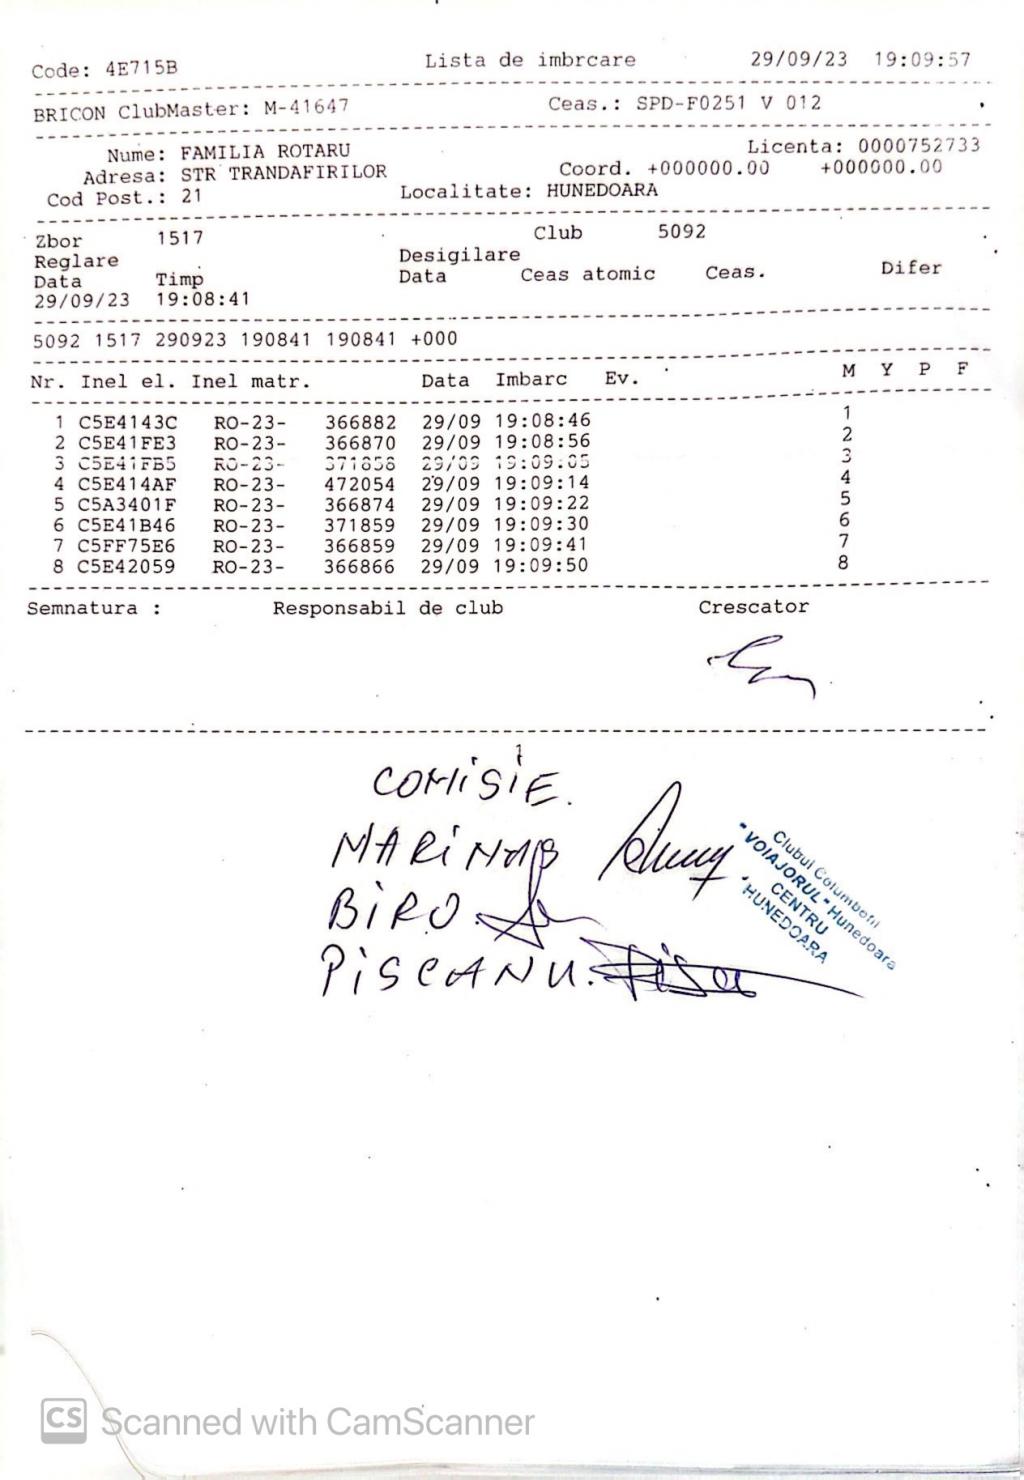 Code: 4E715B Lista de imbrcare 29/09/23 19:09:57
BRICON ClubMaster: M-41647 Ceas.: SPD-F0251 V 012
Nume: FAMILIA ROTARU Licenta: 0000752733
Adresa: STR TRANDAFIRILOR Coord. +000000.00 +000000.00
Cod Post.: 21 Localitate: HUNEDOARA
Zbor 1517 Club 5092
Reglare Desigilare
Data Timp Data Ceas atomic Ceas. Difer
29/09/23 19:08:41
5092 1517 290923 190841 190841 +000
Nr. Inel el. Inel matr. Data Imbarc Ev. M Y P F
1 C5E4143C RO-23- 366882 29/09 19:08:46 1
2 C5E41FE3 RO-23- 366870 29/09 19:08:56 2
3 C5E41FB5 RO-23- 371858 29/09 19:09:05 3
4 C5E414AF RO-23- 472054 29/09 19:09:14 4
5 C5A3401F RO-23- 366874 29/09 19:09:22 5
6 C5E41B46 RO-23- 371859 29/09 19:09:30 6
7 C5FF75E6 RO-23- 366859 29/09 19:09:41 7
8 C5E42059 RO-23- 366866 29/09 19:09:50 8
Semnatura : Responsabil de club Crescator
COMISIE.
BIRO
PISCANU.
Clubul Columbofil
"VOIAJORUL" Hunedoara
CENTRU
HUNEDOARA
CS Scanned with CamScanner